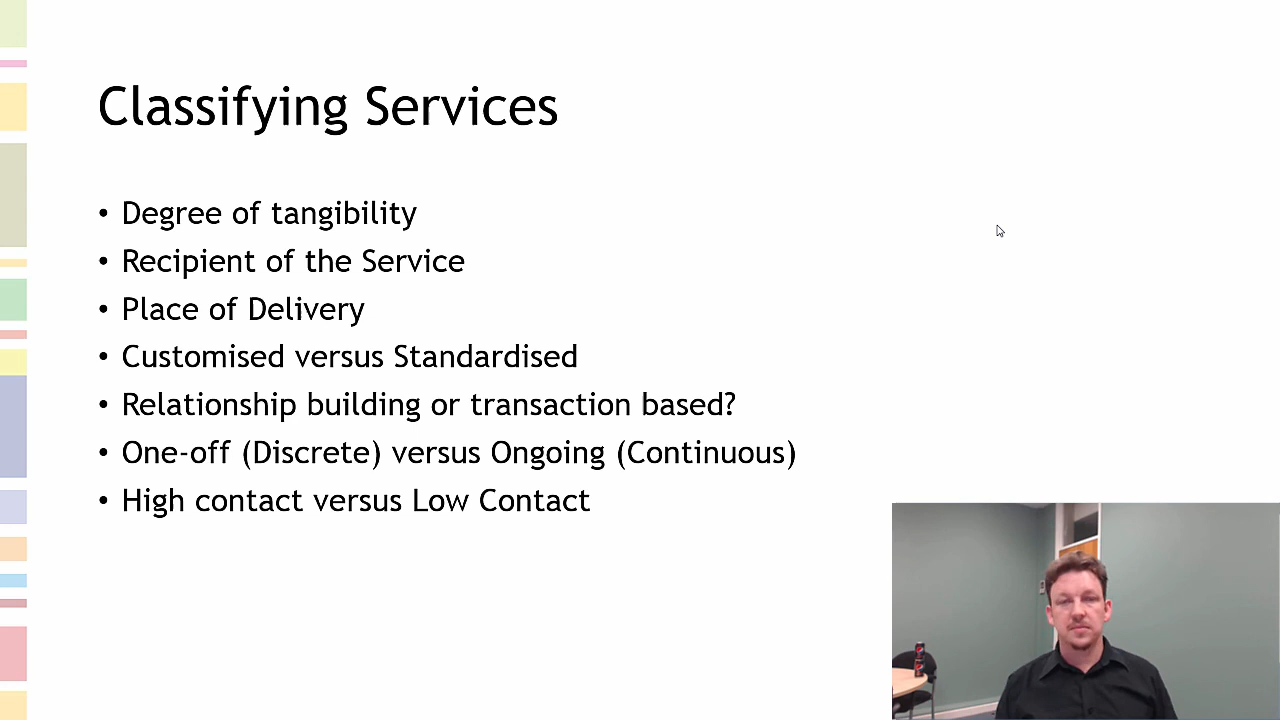 Classifying Services
• Degree of tangibility
• Recipient of the Service
• Place of Delivery
• Customised versus Standardised
• Relationship building or transaction based?
• One-off (Discrete) versus Ongoing (Continuous)
• High contact versus Low Contact